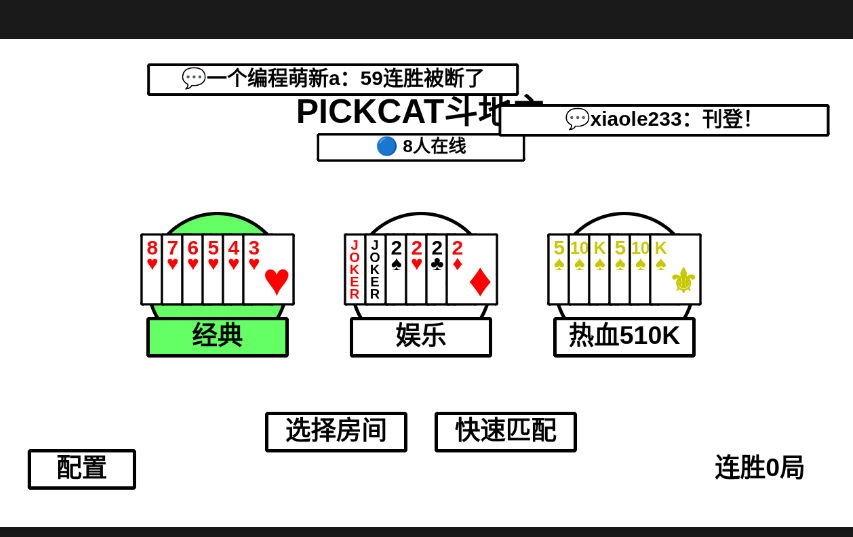 💬一个编程萌新a：59连胜被断了
PICKCAT斗地
💬xiaole233：刊登！
🔵 8人在线
8 7 6 5 4 3
JOKER JOKER 2 2 2 2
5 10 K 5 10 K
经典
娱乐
热血510K
选择房间
快速匹配
配置
连胜0局